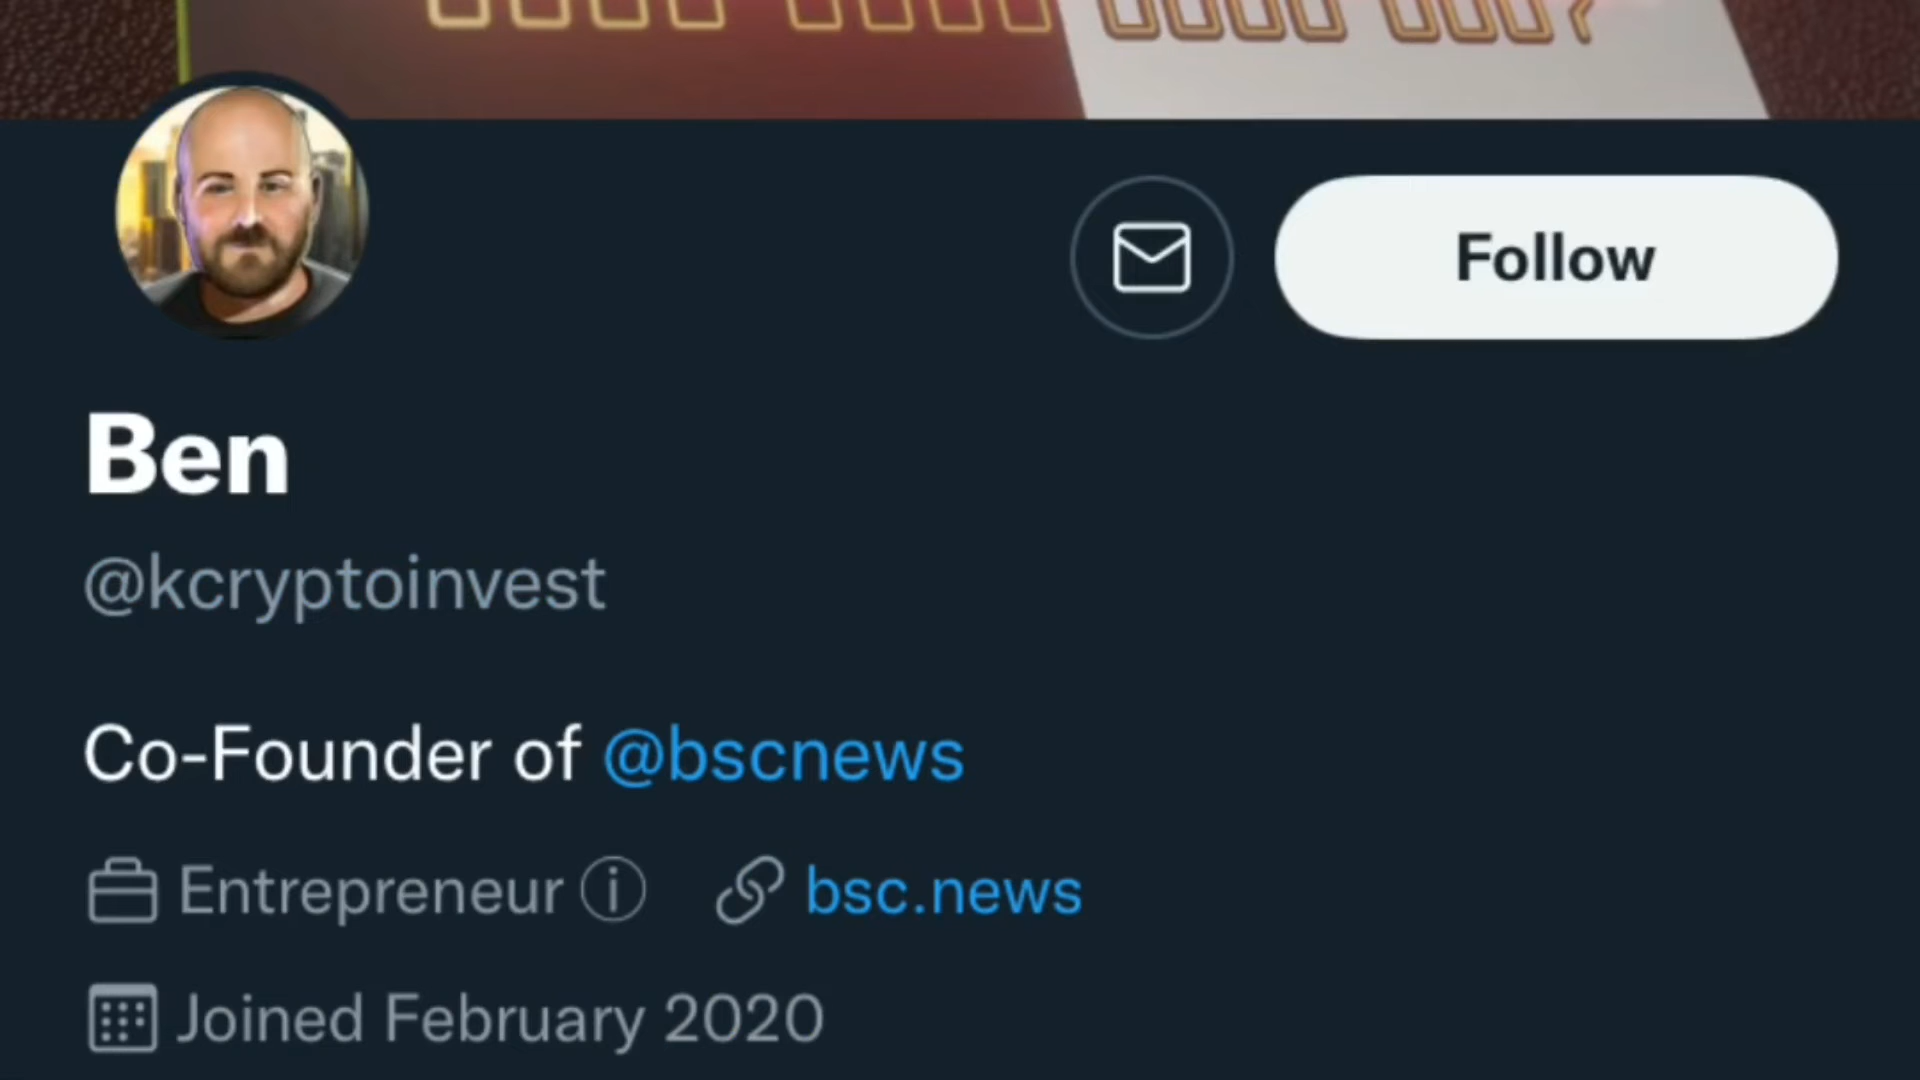 Follow
Ben
@kcryptoinvest
Co-Founder of @bscnews
Entrepreneur bsc.news
Joined February 2020